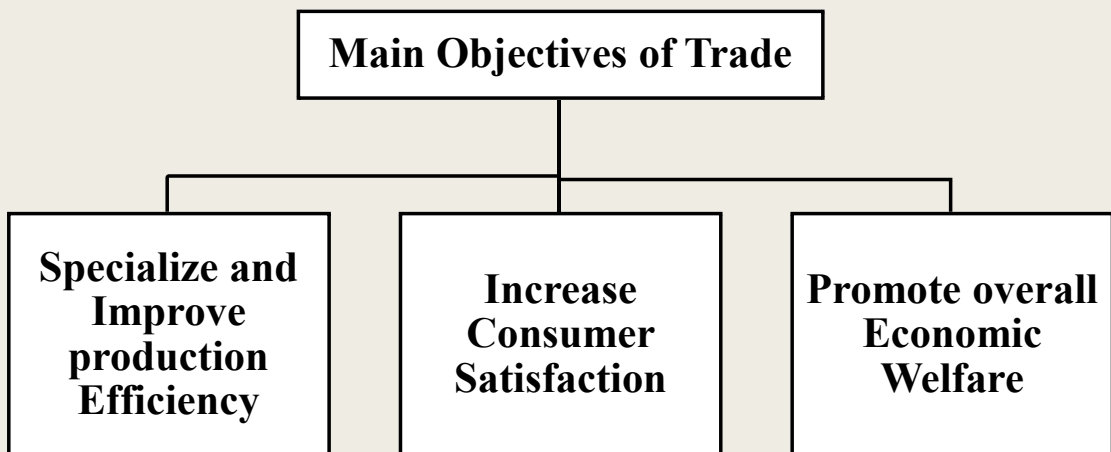 Main Objectives of Trade
Specialize and
Improve
production
Efficiency
Increase
Consumer
Satisfaction
Promote overall
Economic
Welfare